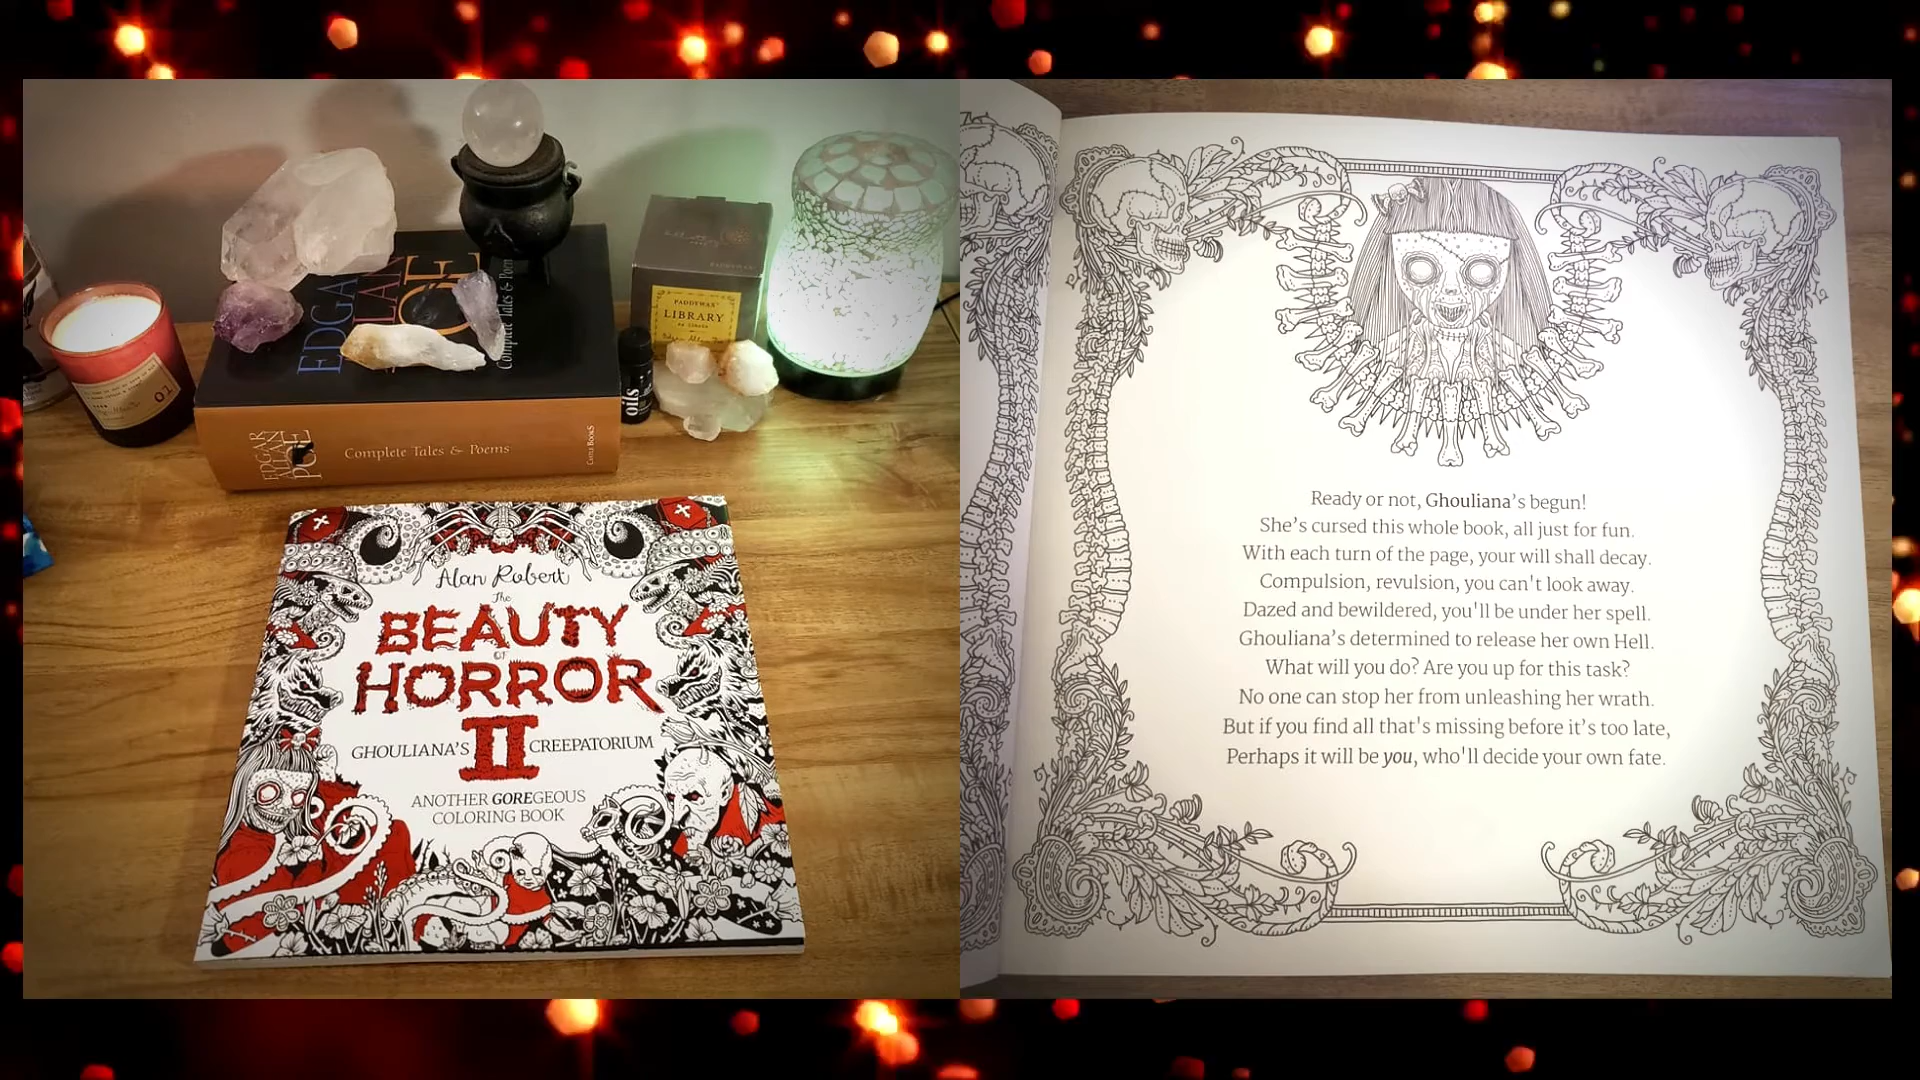 EDGAR
ALLAN
POE
Complete Tales & Poems
EDGAR
ALLAN
POE
Complete Tales & Poems
PADDYWAX
LIBRARY
oils
01
Alan Robert
The
BEAUTY
OF
HORROR
II
GHOULIANA'S CREEPATORIUM
ANOTHER GOREGEOUS
COLORING BOOK
Ready or not, Ghouliana's begun!
She's cursed this whole book, all just for fun.
With each turn of the page, your will shall decay.
Compulsion, revulsion, you can't look away.
Dazed and bewildered, you'll be under her spell.
Ghouliana's determined to release her own Hell.
What will you do? Are you up for this task?
No one can stop her from unleashing her wrath.
But if you find all that's missing before it's too late,
Perhaps it will be you, who'll decide your own fate.